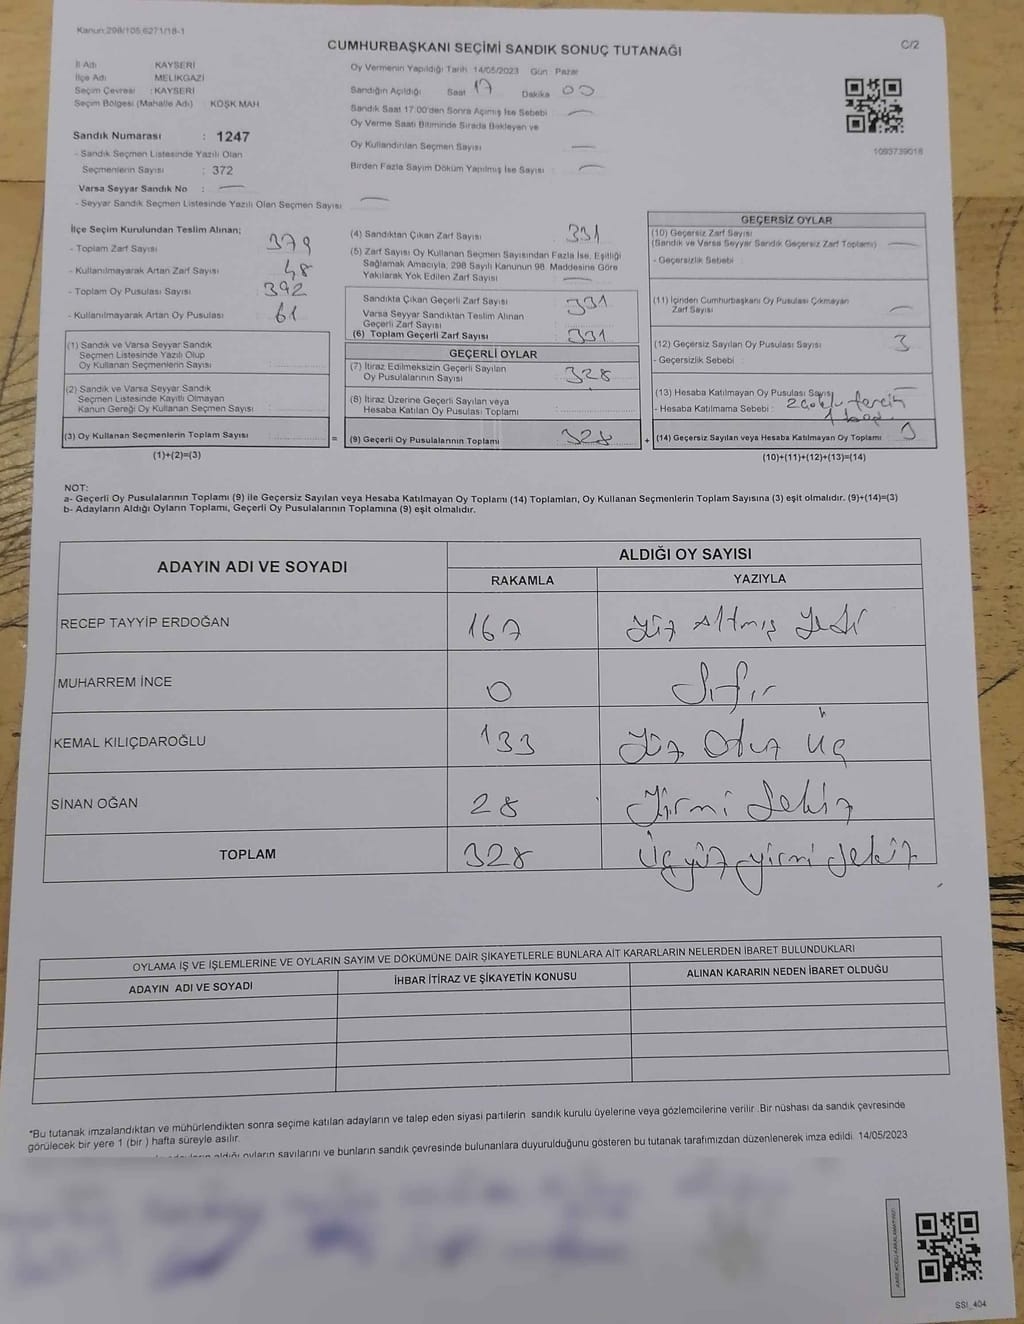 Kanun:298/105,6271/18-1
C/2
CUMHURBAŞKANI SEÇİMİ SANDIK SONUÇ TUTANAĞI
İl Adı KAYSERİ
İlçe Adı MELİKGAZİ
Seçim Çevresi : KAYSERİ
Seçim Bölgesi (Mahalle Adı) : KÖŞK MAH
Sandık Numarası : 1247
- Sandık Seçmen Listesinde Yazılı Olan
Seçmenlerin Sayısı : 372
Varsa Seyyar Sandık No :
- Seyyar Sandık Seçmen Listesinde Yazılı Olan Seçmen Sayısı
Oy Vermenin Yapıldığı Tarih 14/05/2023 Gün : Pazar
Sandığın Açıldığı Saat 17 Dakika 00
Sandık Saat 17:00'den Sonra Açılmış İse Sebebi
Oy Verme Saati Bitiminde Sırada Bekleyen ve
Oy Kullandırılan Seçmen Sayısı
Birden Fazla Sayım Döküm Yapılmış İse Sayısı
1093739018
İlçe Seçim Kurulundan Teslim Alınan;
- Toplam Zarf Sayısı 379
- Kullanılmayarak Artan Zarf Sayısı 48
- Toplam Oy Pusulası Sayısı 392
- Kullanılmayarak Artan Oy Pusulası 61
(1) Sandık ve Varsa Seyyar Sandık
Seçmen Listesinde Yazılı Olup
Oy Kullanan Seçmenlerin Sayısı
(2) Sandık ve Varsa Seyyar Sandık
Seçmen Listesinde Kayıtlı Olmayan
Kanun Gereği Oy Kullanan Seçmen Sayısı
(3) Oy Kullanan Seçmenlerin Toplam Sayısı
(1)+(2)=(3)
(4) Sandıktan Çıkan Zarf Sayısı 331
(5) Zarf Sayısı Oy Kullanan Seçmen Sayısından Fazla İse, Eşitliği
Sağlamak Amacıyla, 298 Sayılı Kanunun 98. Maddesine Göre
Yakılarak Yok Edilen Zarf Sayısı
Sandıkta Çıkan Geçerli Zarf Sayısı 331
Varsa Seyyar Sandıktan Teslim Alınan
Geçerli Zarf Sayısı
(6) Toplam Geçerli Zarf Sayısı 331
GEÇERLİ OYLAR
(7) İtiraz Edilmeksizin Geçerli Sayılan
Oy Pusulalarının Sayısı 328
(8) İtiraz Üzerine Geçerli Sayılan veya
Hesaba Katılan Oy Pusulası Toplamı
= (9) Geçerli Oy Pusulalarının Toplamı 328
GEÇERSİZ OYLAR
(10) Geçersiz Zarf Sayısı
(Sandık ve Varsa Seyyar Sandık Geçersiz Zarf Toplamı)
- Geçersizlik Sebebi
(11) İçinden Cumhurbaşkanı Oy Pusulası Çıkmayan
Zarf Sayısı
(12) Geçersiz Sayılan Oy Pusulası Sayısı 3
- Geçersizlik Sebebi
(13) Hesaba Katılmayan Oy Pusulası Sayısı
- Hesaba Katılmama Sebebi : 2 çoklu tercih
1 boş
+ (14) Geçersiz Sayılan veya Hesaba Katılmayan Oy Toplamı 3
(10)+(11)+(12)+(13)=(14)
NOT:
a- Geçerli Oy Pusulalarının Toplamı (9) ile Geçersiz Sayılan veya Hesaba Katılmayan Oy Toplamı (14) Toplamları, Oy Kullanan Seçmenlerin Toplam Sayısına (3) eşit olmalıdır. (9)+(14)=(3)
b- Adayların Aldığı Oyların Toplamı, Geçerli Oy Pusulalarının Toplamına (9) eşit olmalıdır.
ADAYIN ADI VE SOYADI ALDIĞI OY SAYISI
RAKAMLA YAZIYLA
RECEP TAYYİP ERDOĞAN 167 Yüz Altmış Yedi
MUHARREM İNCE 0 Sıfır
KEMAL KILIÇDAROĞLU 133 Yüz Otuz Üç
SİNAN OĞAN 28 Yirmi Sekiz
TOPLAM 328 Üçyüz yirmi sekiz
OYLAMA İŞ VE İŞLEMLERİNE VE OYLARIN SAYIM VE DÖKÜMÜNE DAİR ŞİKAYETLERLE BUNLARA AİT KARARLARIN NELERDEN İBARET BULUNDUKLARI
ADAYIN ADI VE SOYADI İHBAR İTİRAZ VE ŞİKAYETİN KONUSU ALINAN KARARIN NEDEN İBARET OLDUĞU
*Bu tutanak imzalandıktan ve mühürlendikten sonra seçime katılan adayların ve talep eden siyasi partilerin sandık kurulu üyelerine veya gözlemcilerine verilir .Bir nüshası da sandık çevresinde
görülecek bir yere 1 (bir ) hafta süreyle asılır.
aldığı oyların sayılarını ve bunların sandık çevresinde bulunanlara duyurulduğunu gösteren bu tutanak tarafımızdan düzenlenerek imza edildi. 14/05/2023
SSI_404